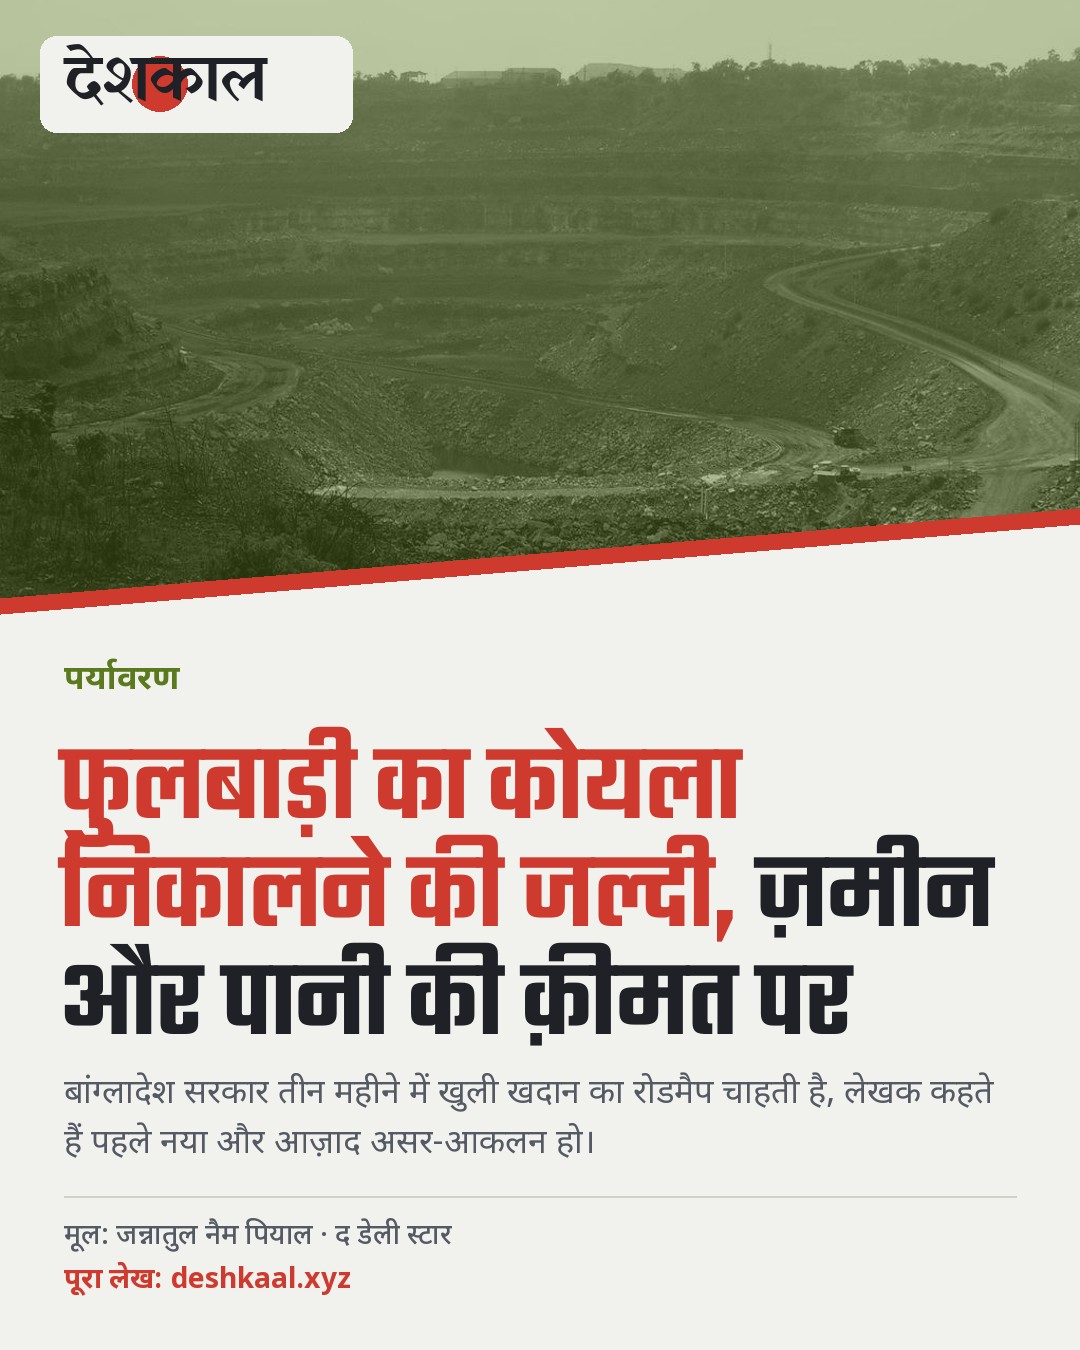 देशकाल
पर्यावरण
फुलबाड़ी का कोयला
निकालने की जल्दी, ज़मीन
और पानी की क़ीमत पर
बांग्लादेश सरकार तीन महीने में खुली खदान का रोडमैप चाहती है, लेखक कहते
हैं पहले नया और आज़ाद असर-आकलन हो।
मूल: जन्नातुल नैम पियाल · द डेली स्टार
पूरा लेख: deshkaal.xyz